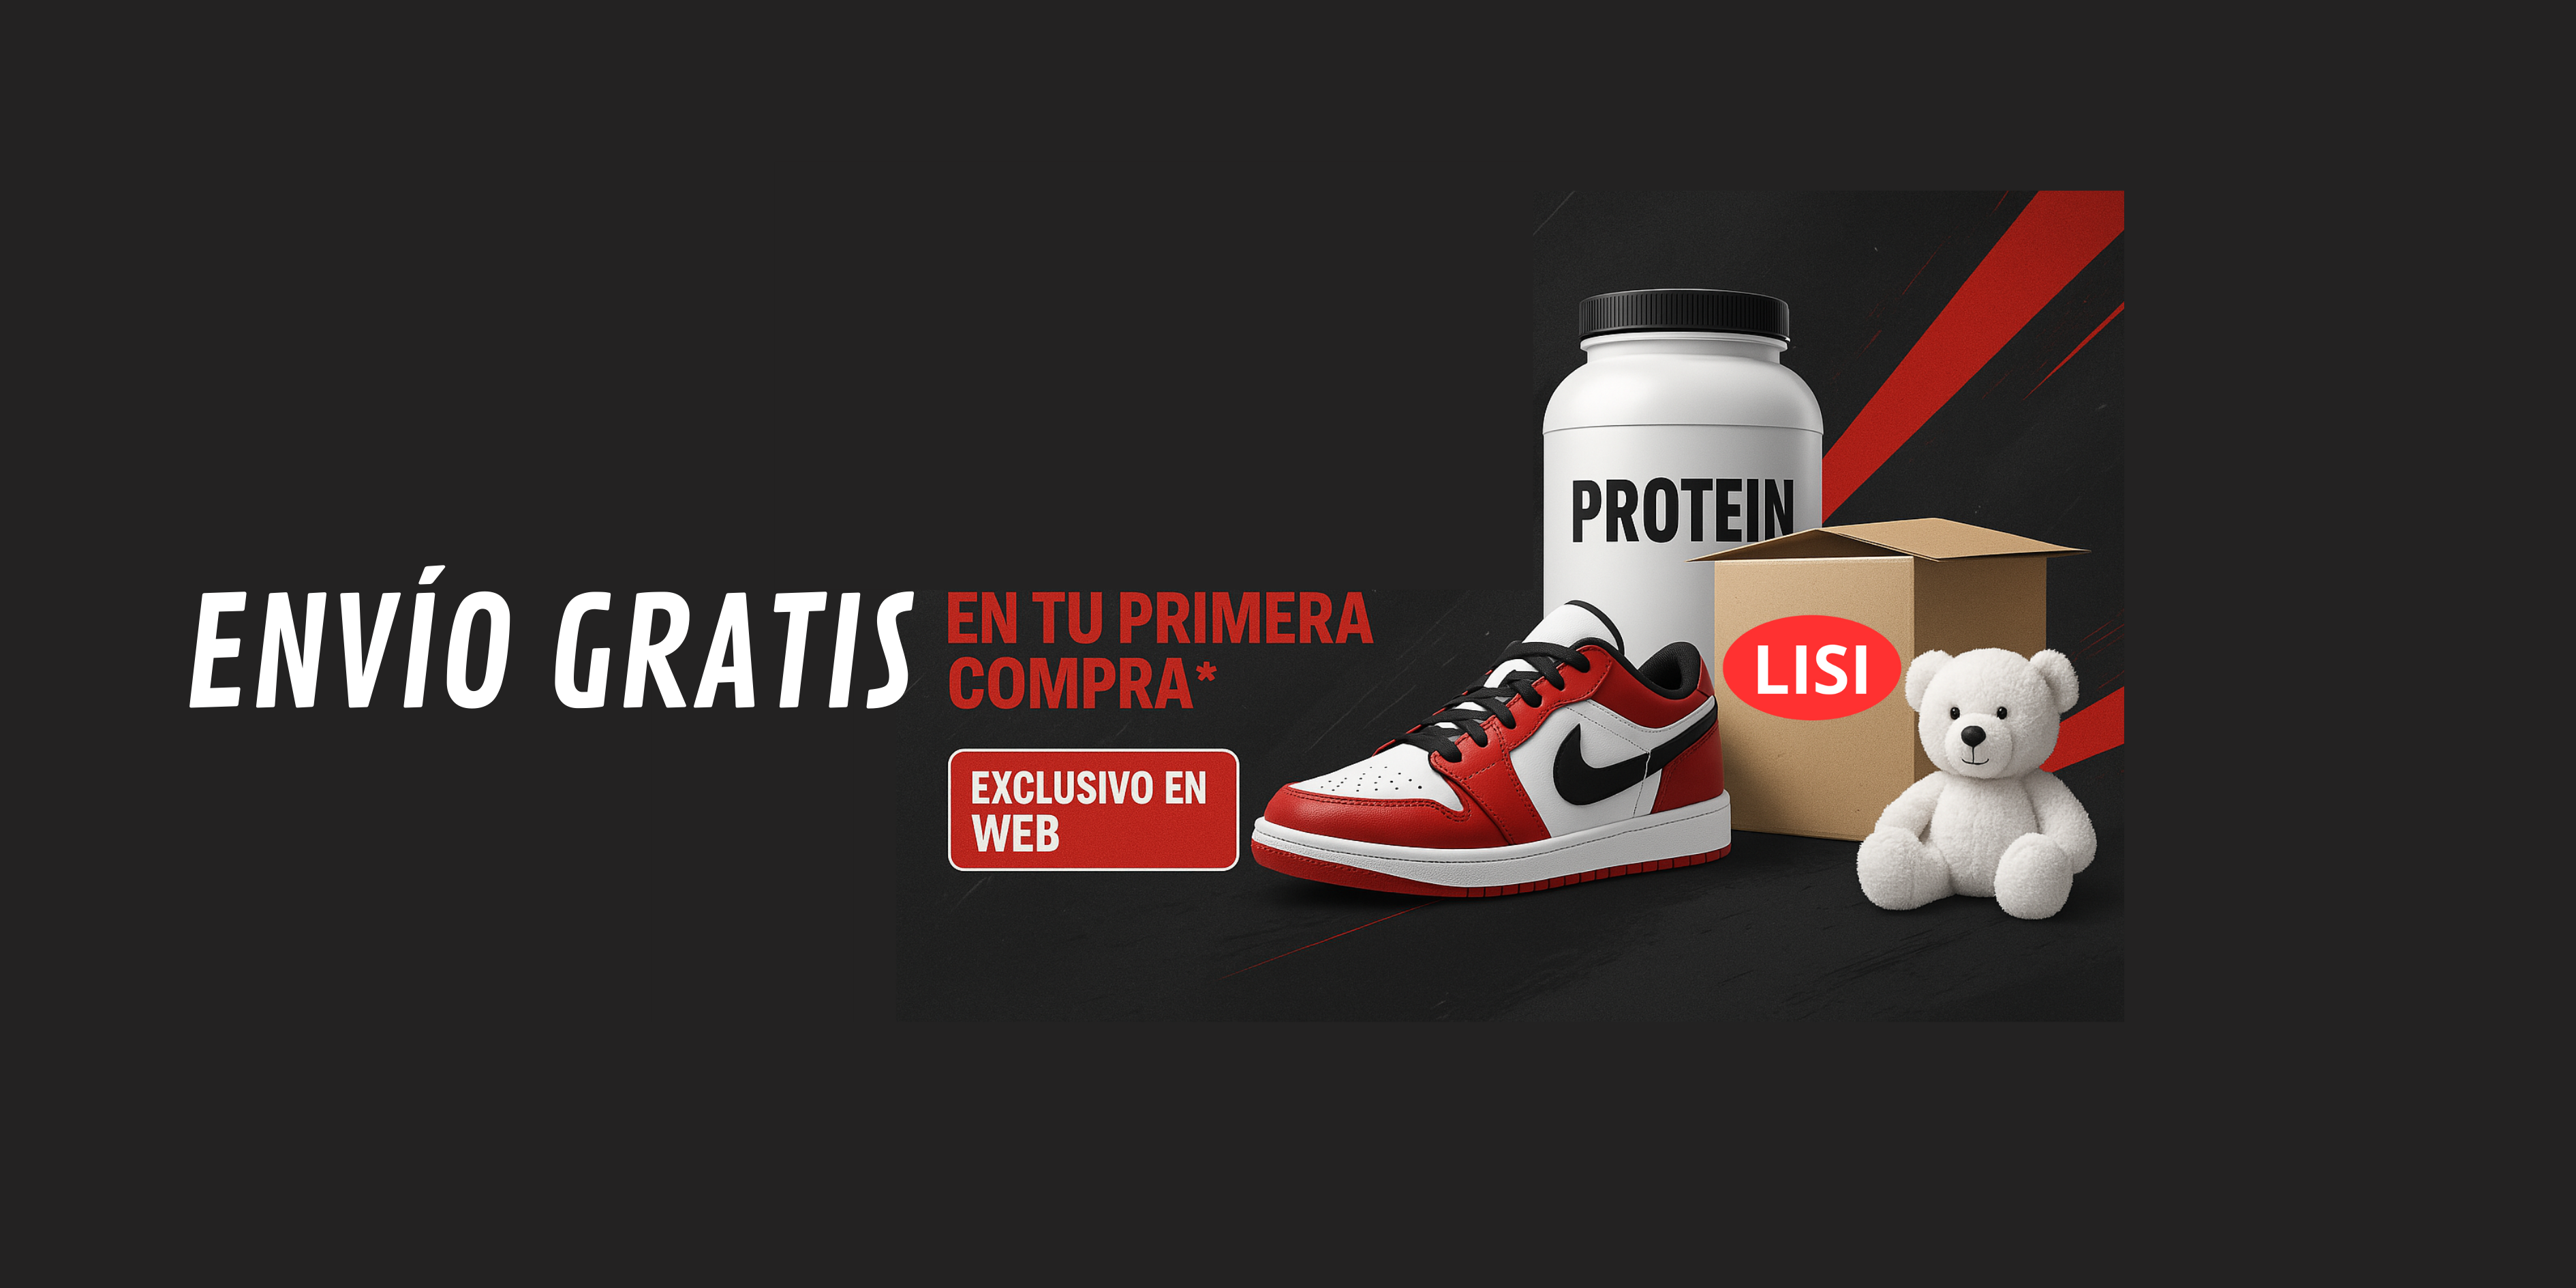 ENVÍO GRATIS
EN TU PRIMERA
COMPRA*
EXCLUSIVO EN
WEB
PROTEIN
LISI